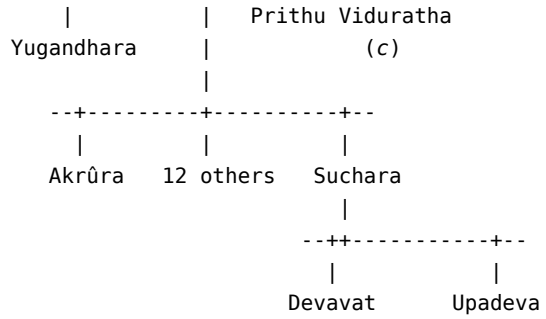 |             |    Prithu Viduratha
Yugandhara     |             (c)
|
--+---------+----------+--
|            |             |
Akrûra   12 others   Suchara
|
--++-----------+--
|               |
Devavat       Upadeva